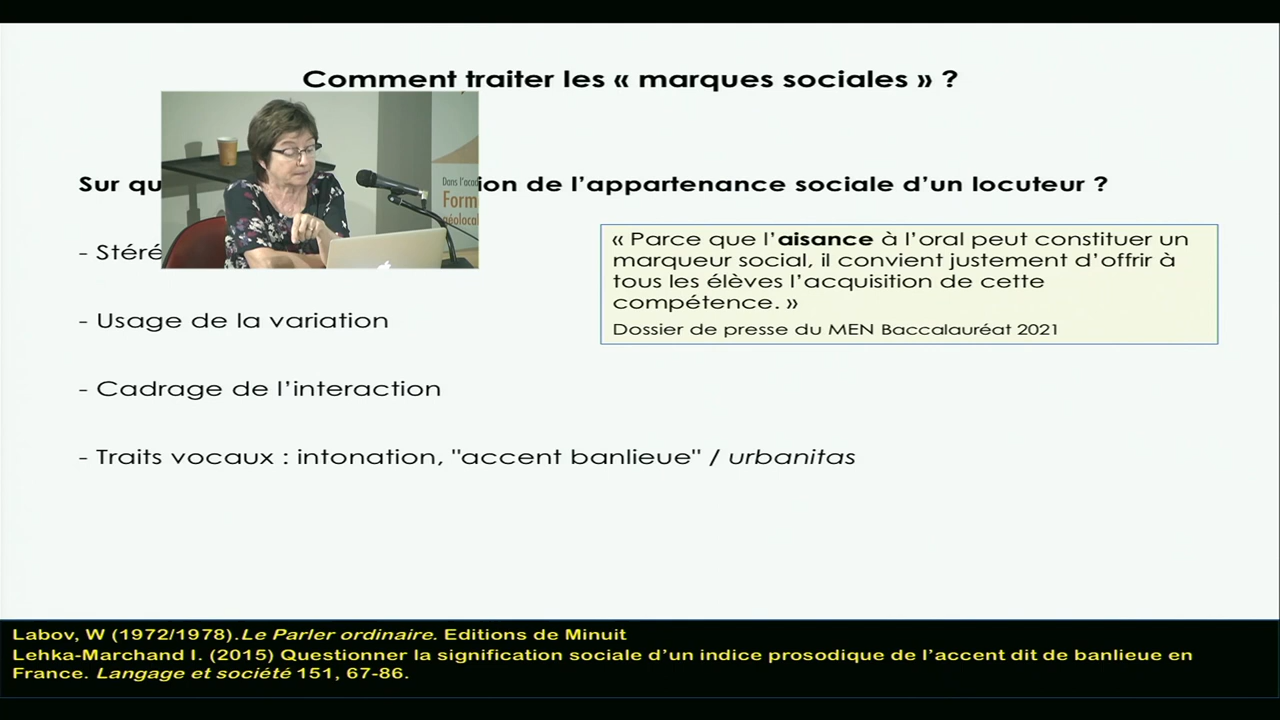 Comment traiter les « marques sociales » ?
Sur qu
ion de l’appartenance sociale d’un locuteur ?
- Stéré
« Parce que l’aisance à l’oral peut constituer un
marqueur social, il convient justement d’offrir à
tous les élèves l’acquisition de cette
compétence. »
Dossier de presse du MEN Baccalauréat 2021
- Usage de la variation
- Cadrage de l’interaction
- Traits vocaux : intonation, "accent banlieue" / urbanitas
Dans l'acad
Form
géolocal
Labov, W (1972/1978).Le Parler ordinaire. Editions de Minuit
Lehka-Marchand I. (2015) Questionner la signification sociale d’un indice prosodique de l’accent dit de banlieue en
France. Langage et société 151, 67-86.